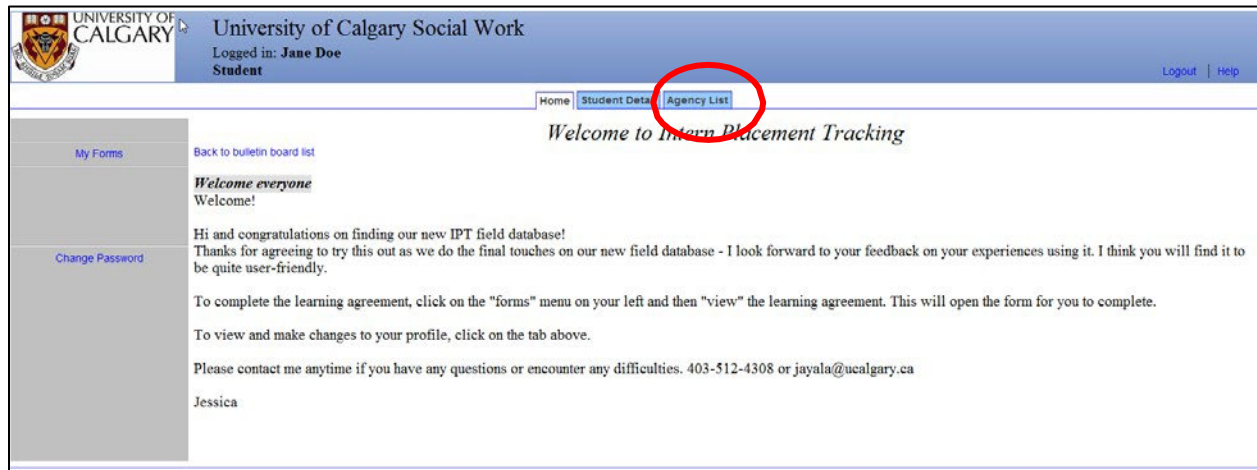 UNIVERSITY OF
CALGARY
University of Calgary Social Work
Logged in: Jane Doe
Student
Logout | Help
Home Student Detail Agency List
Welcome to Intern Placement Tracking
My Forms
Back to bulletin board list
Welcome everyone
Welcome!
Hi and congratulations on finding our new IPT field database!
Thanks for agreeing to try this out as we do the final touches on our new field database - I look forward to your feedback on your experiences using it. I think you will find it to
Change Password
be quite user-friendly.
To complete the learning agreement, click on the "forms" menu on your left and then "view" the learning agreement. This will open the form for you to complete.
To view and make changes to your profile, click on the tab above.
Please contact me anytime if you have any questions or encounter any difficulties. 403-512-4308 or jayala@ucalgary.ca
Jessica